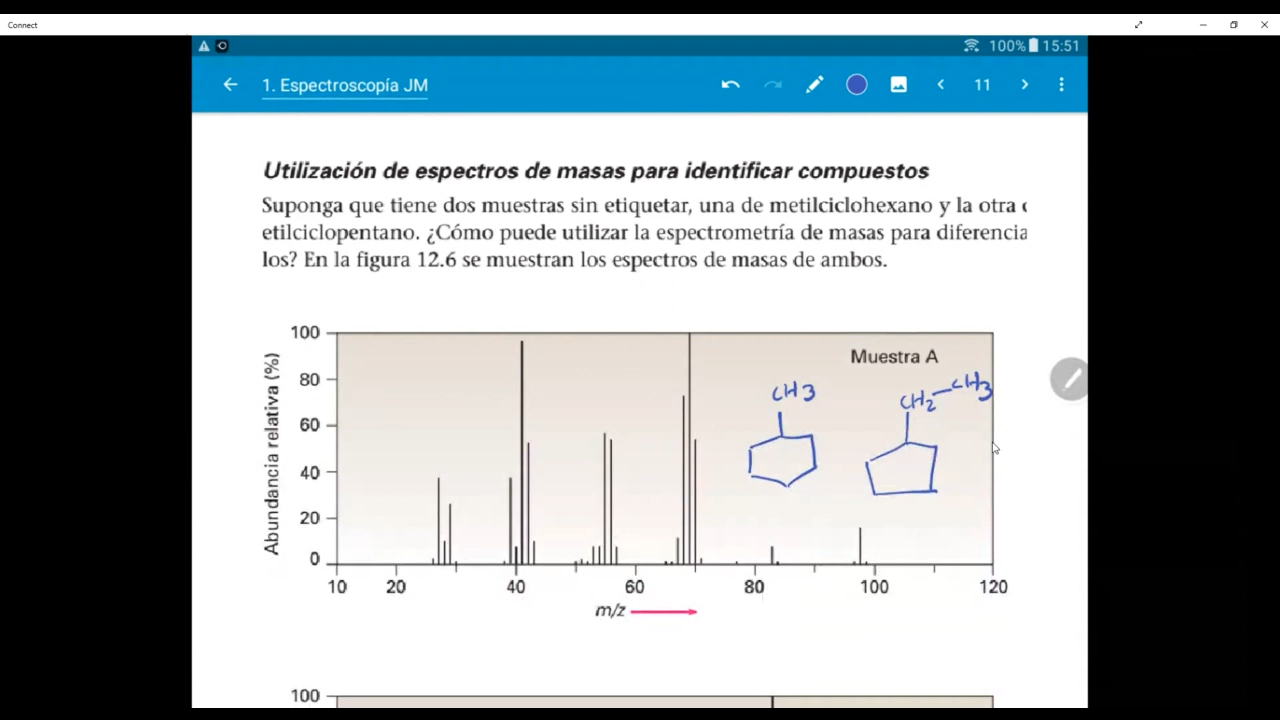 Connect
100% 15:51
1. Espectroscopía JM
11
Utilización de espectros de masas para identificar compuestos
Suponga que tiene dos muestras sin etiquetar, una de metilciclohexano y la otra
etilciclopentano. ¿Cómo puede utilizar la espectrometría de masas para diferencia
los? En la figura 12.6 se muestran los espectros de masas de ambos.
Abundancia relativa (%)
100
80
60
40
20
0
Muestra A
CH3
CH2-CH3
10 20 40 60 80 100 120
m/z
100